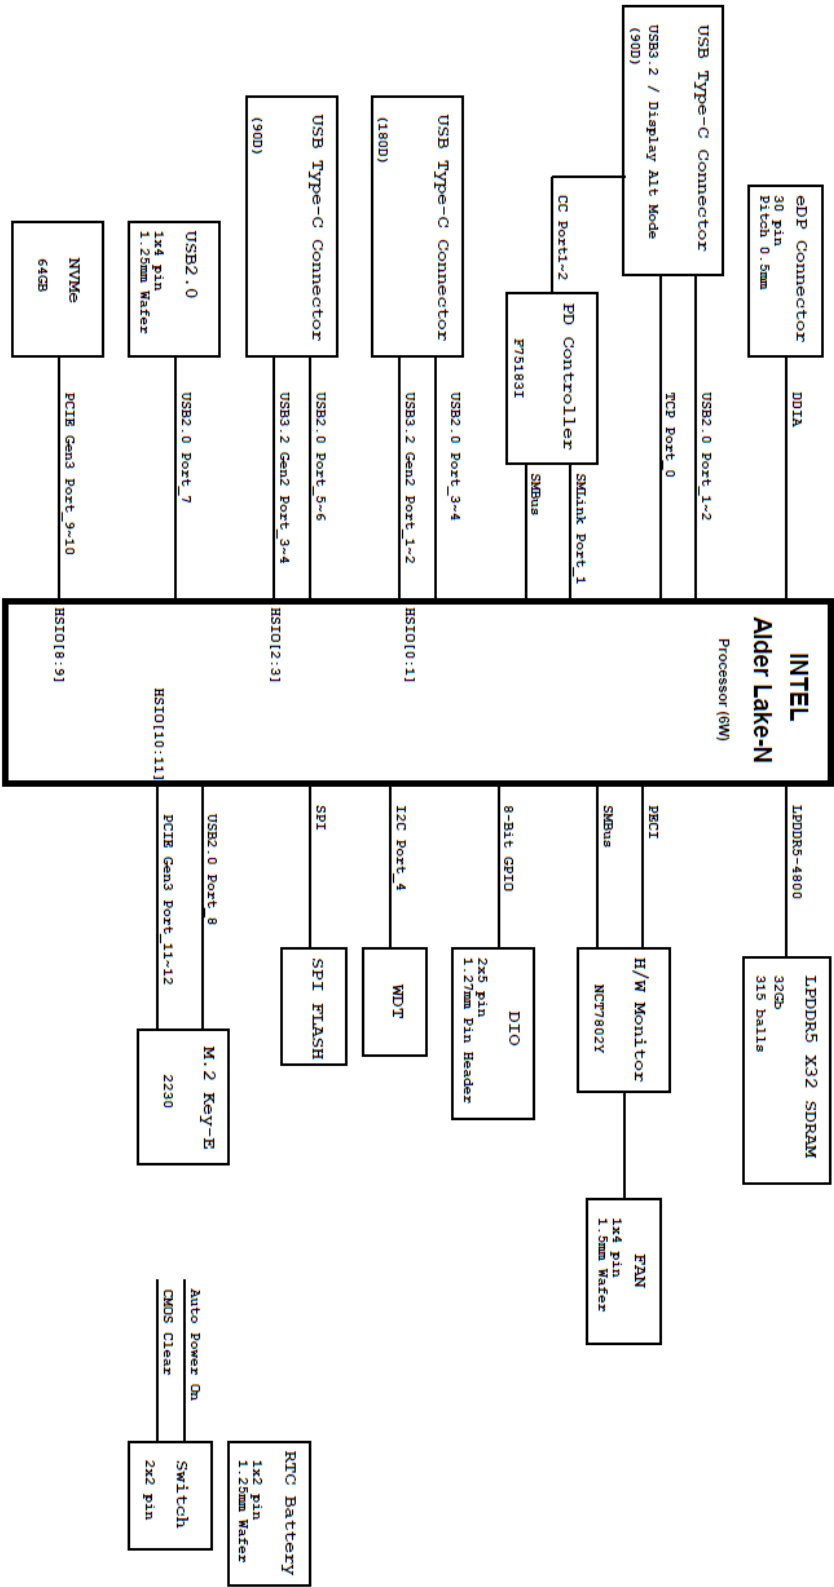 eDP Connector
30 pin
Pitch 0.5mm
DDIA
USB Type-C Connector
USB3.2 / Display Alt Mode
(90D)
USB2.0 Port_1~2
TCP Port_0
CC Port1~2
PD Controller
F75183I
SMLink Port_1
SMBus
USB Type-C Connector
(180D)
USB2.0 Port_3~4
USB3.2 Gen2 Port_1~2
USB Type-C Connector
(90D)
USB2.0 Port_5~6
USB3.2 Gen2 Port_3~4
USB2.0
1x4 pin
1.25mm Wafer
USB2.0 Port_7
NVMe
64GB
PCIE Gen3 Port_9~10
INTEL
Alder Lake-N
Processor (6W)
HSIO[0:1]
HSIO[2:3]
HSIO[8:9]
HSIO[10:11]
LPDDR5-4800
LPDDR5 X32 SDRAM
32Gb
315 balls
PECI
SMBus
H/W Monitor
NCT7802Y
FAN
1x4 pin
1.5mm Wafer
8-Bit GPIO
DIO
2x5 pin
1.27mm Pin Header
I2C Port_4
WDT
SPI
SPI FLASH
USB2.0 Port_8
PCIE Gen3 Port_11~12
M.2 Key-E
2230
RTC Battery
1x2 pin
1.25mm Wafer
Auto Power On
CMOS Clear
Switch
2x2 pin